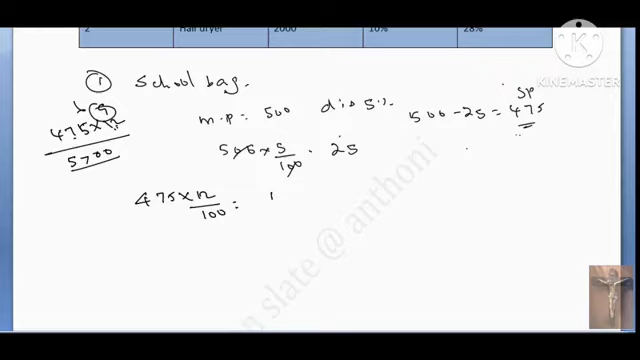 2 Hair dryer 2000 10% 28%
① School bag.
SP
m.p = 500 dis 5% 500 - 25 = 475
475 × 12
5700
500 × 5/100 = 25
475 × 12/100 =
KINEMASTER
n slate @ anthoni